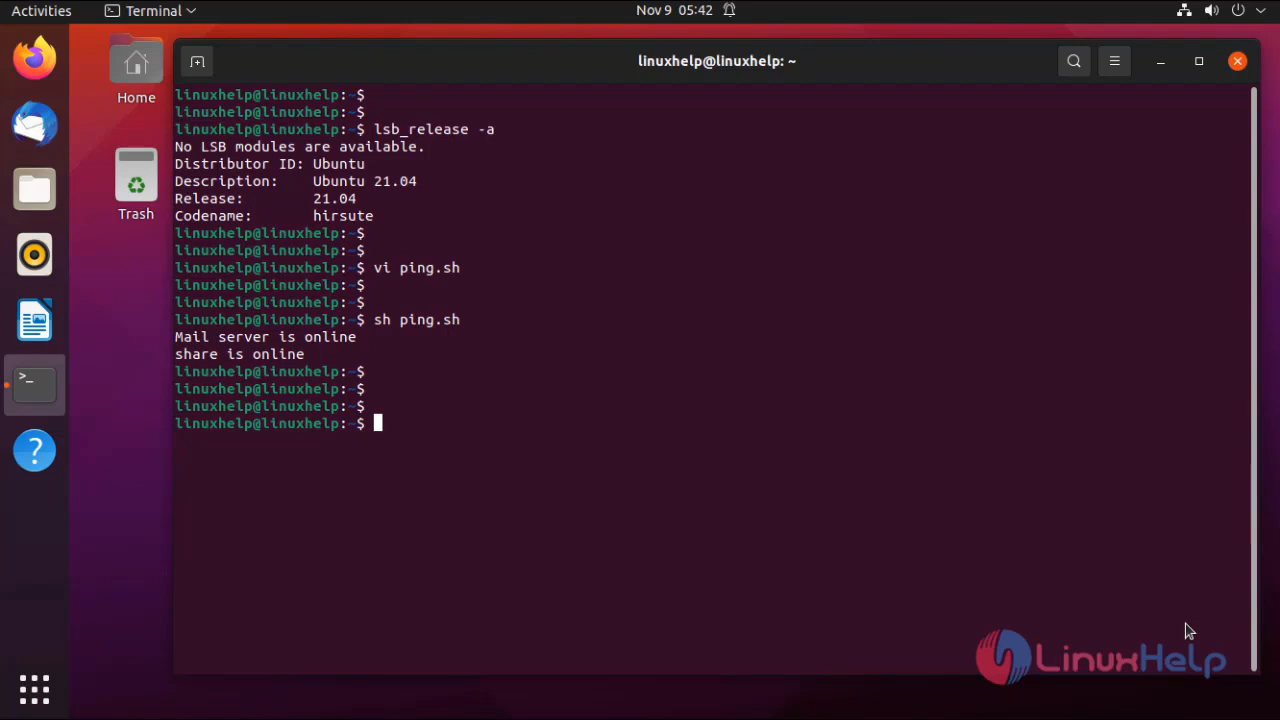 Activities
Terminal
Nov 9 05:42
linuxhelp@linuxhelp: ~
Home
Trash
linuxhelp@linuxhelp:~$
linuxhelp@linuxhelp:~$
linuxhelp@linuxhelp:~$ lsb_release -a
No LSB modules are available.
Distributor ID: Ubuntu
Description:    Ubuntu 21.04
Release:        21.04
Codename:       hirsute
linuxhelp@linuxhelp:~$
linuxhelp@linuxhelp:~$
linuxhelp@linuxhelp:~$ vi ping.sh
linuxhelp@linuxhelp:~$
linuxhelp@linuxhelp:~$
linuxhelp@linuxhelp:~$ sh ping.sh
Mail server is online
share is online
linuxhelp@linuxhelp:~$
linuxhelp@linuxhelp:~$
linuxhelp@linuxhelp:~$
linuxhelp@linuxhelp:~$
LinuxHelp